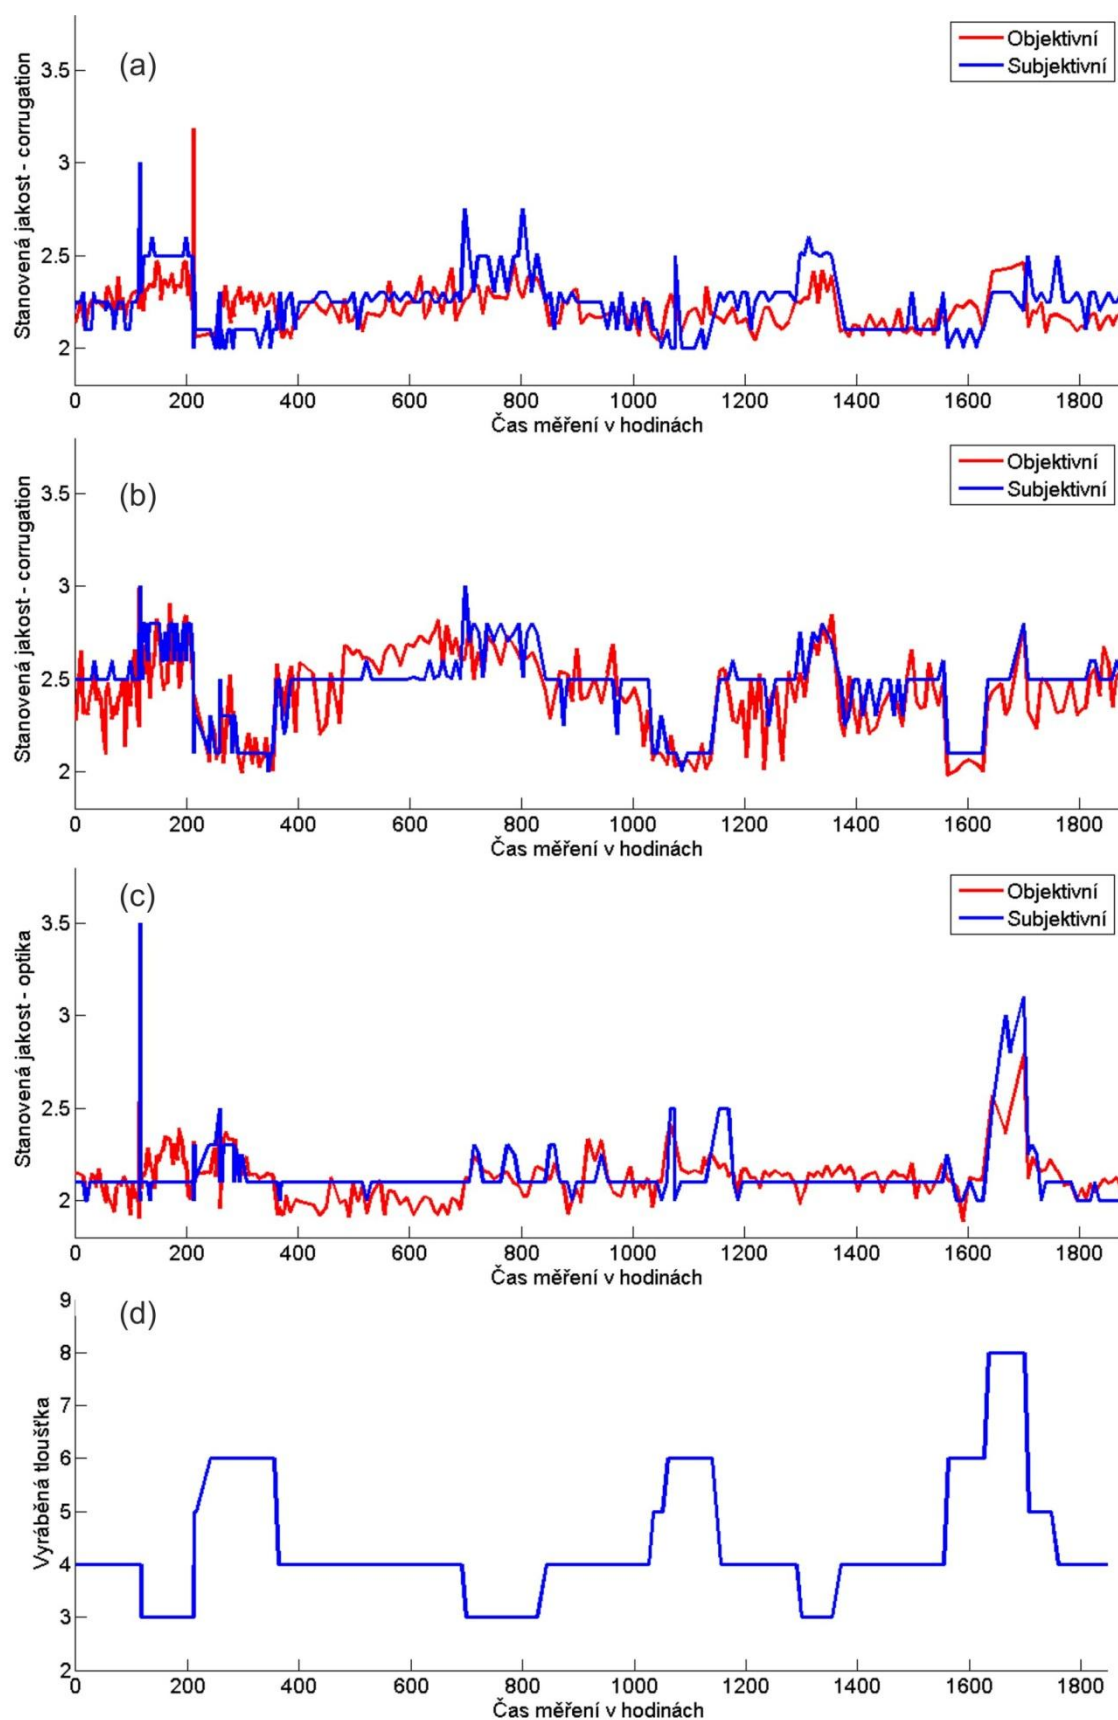 (a)
Objektivní
Subjektivní
Stanovená jakost - corrugation
3.5
3
2.5
2
0 200 400 600 800 1000 1200 1400 1600 1800
Čas měření v hodinách
(b)
Objektivní
Subjektivní
Stanovená jakost - corrugation
3.5
3
2.5
2
0 200 400 600 800 1000 1200 1400 1600 1800
Čas měření v hodinách
(c)
Objektivní
Subjektivní
Stanovená jakost - optika
3.5
3
2.5
2
0 200 400 600 800 1000 1200 1400 1600 1800
Čas měření v hodinách
(d)
Vyráběná tloušťka
9
8
7
6
5
4
3
2
0 200 400 600 800 1000 1200 1400 1600 1800
Čas měření v hodinách